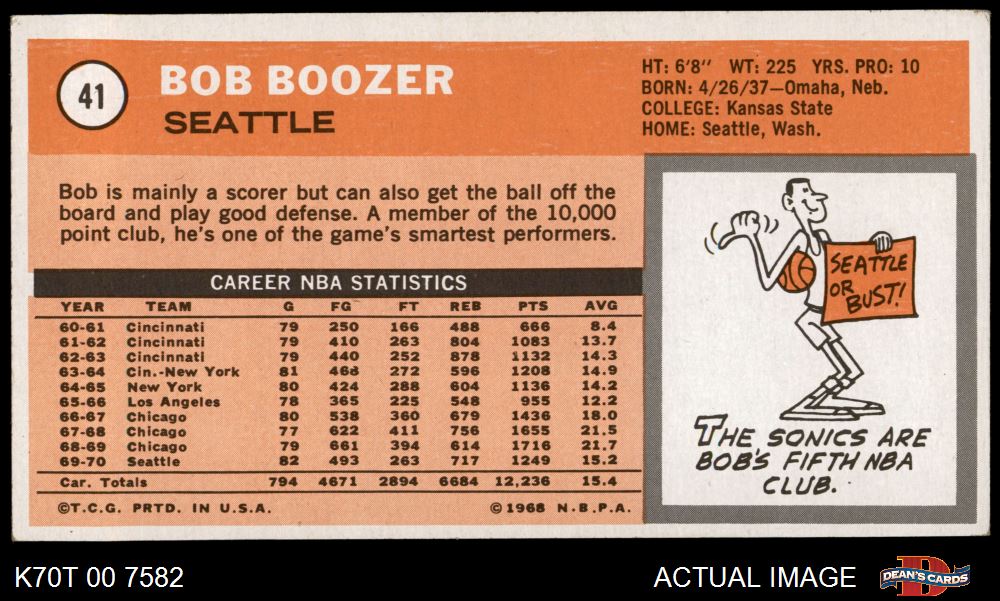 41
BOB BOOZER
SEATTLE
HT: 6'8" WT: 225 YRS. PRO: 10
BORN: 4/26/37—Omaha, Neb.
COLLEGE: Kansas State
HOME: Seattle, Wash.
Bob is mainly a scorer but can also get the ball off the
board and play good defense. A member of the 10,000
point club, he's one of the game's smartest performers.
CAREER NBA STATISTICS
YEAR TEAM G FG FT REB PTS AVG
60-61 Cincinnati 79 250 166 488 666 8.4
61-62 Cincinnati 79 410 263 804 1083 13.7
62-63 Cincinnati 79 440 252 878 1132 14.3
63-64 Cin.-New York 81 468 272 596 1208 14.9
64-65 New York 80 424 288 604 1136 14.2
65-66 Los Angeles 78 365 225 548 955 12.2
66-67 Chicago 80 538 360 679 1436 18.0
67-68 Chicago 77 622 411 756 1655 21.5
68-69 Chicago 79 661 394 614 1716 21.7
69-70 Seattle 82 493 263 717 1249 15.2
Car. Totals 794 4671 2894 6684 12,236 15.4
©T.C.G. PRTD. IN U.S.A. ©1968 N.B.P.A.
SEATTLE
OR
BUST!
THE SONICS ARE
BOB'S FIFTH NBA
CLUB.
K70T 00 7582
ACTUAL IMAGE
DEAN'S CARDS